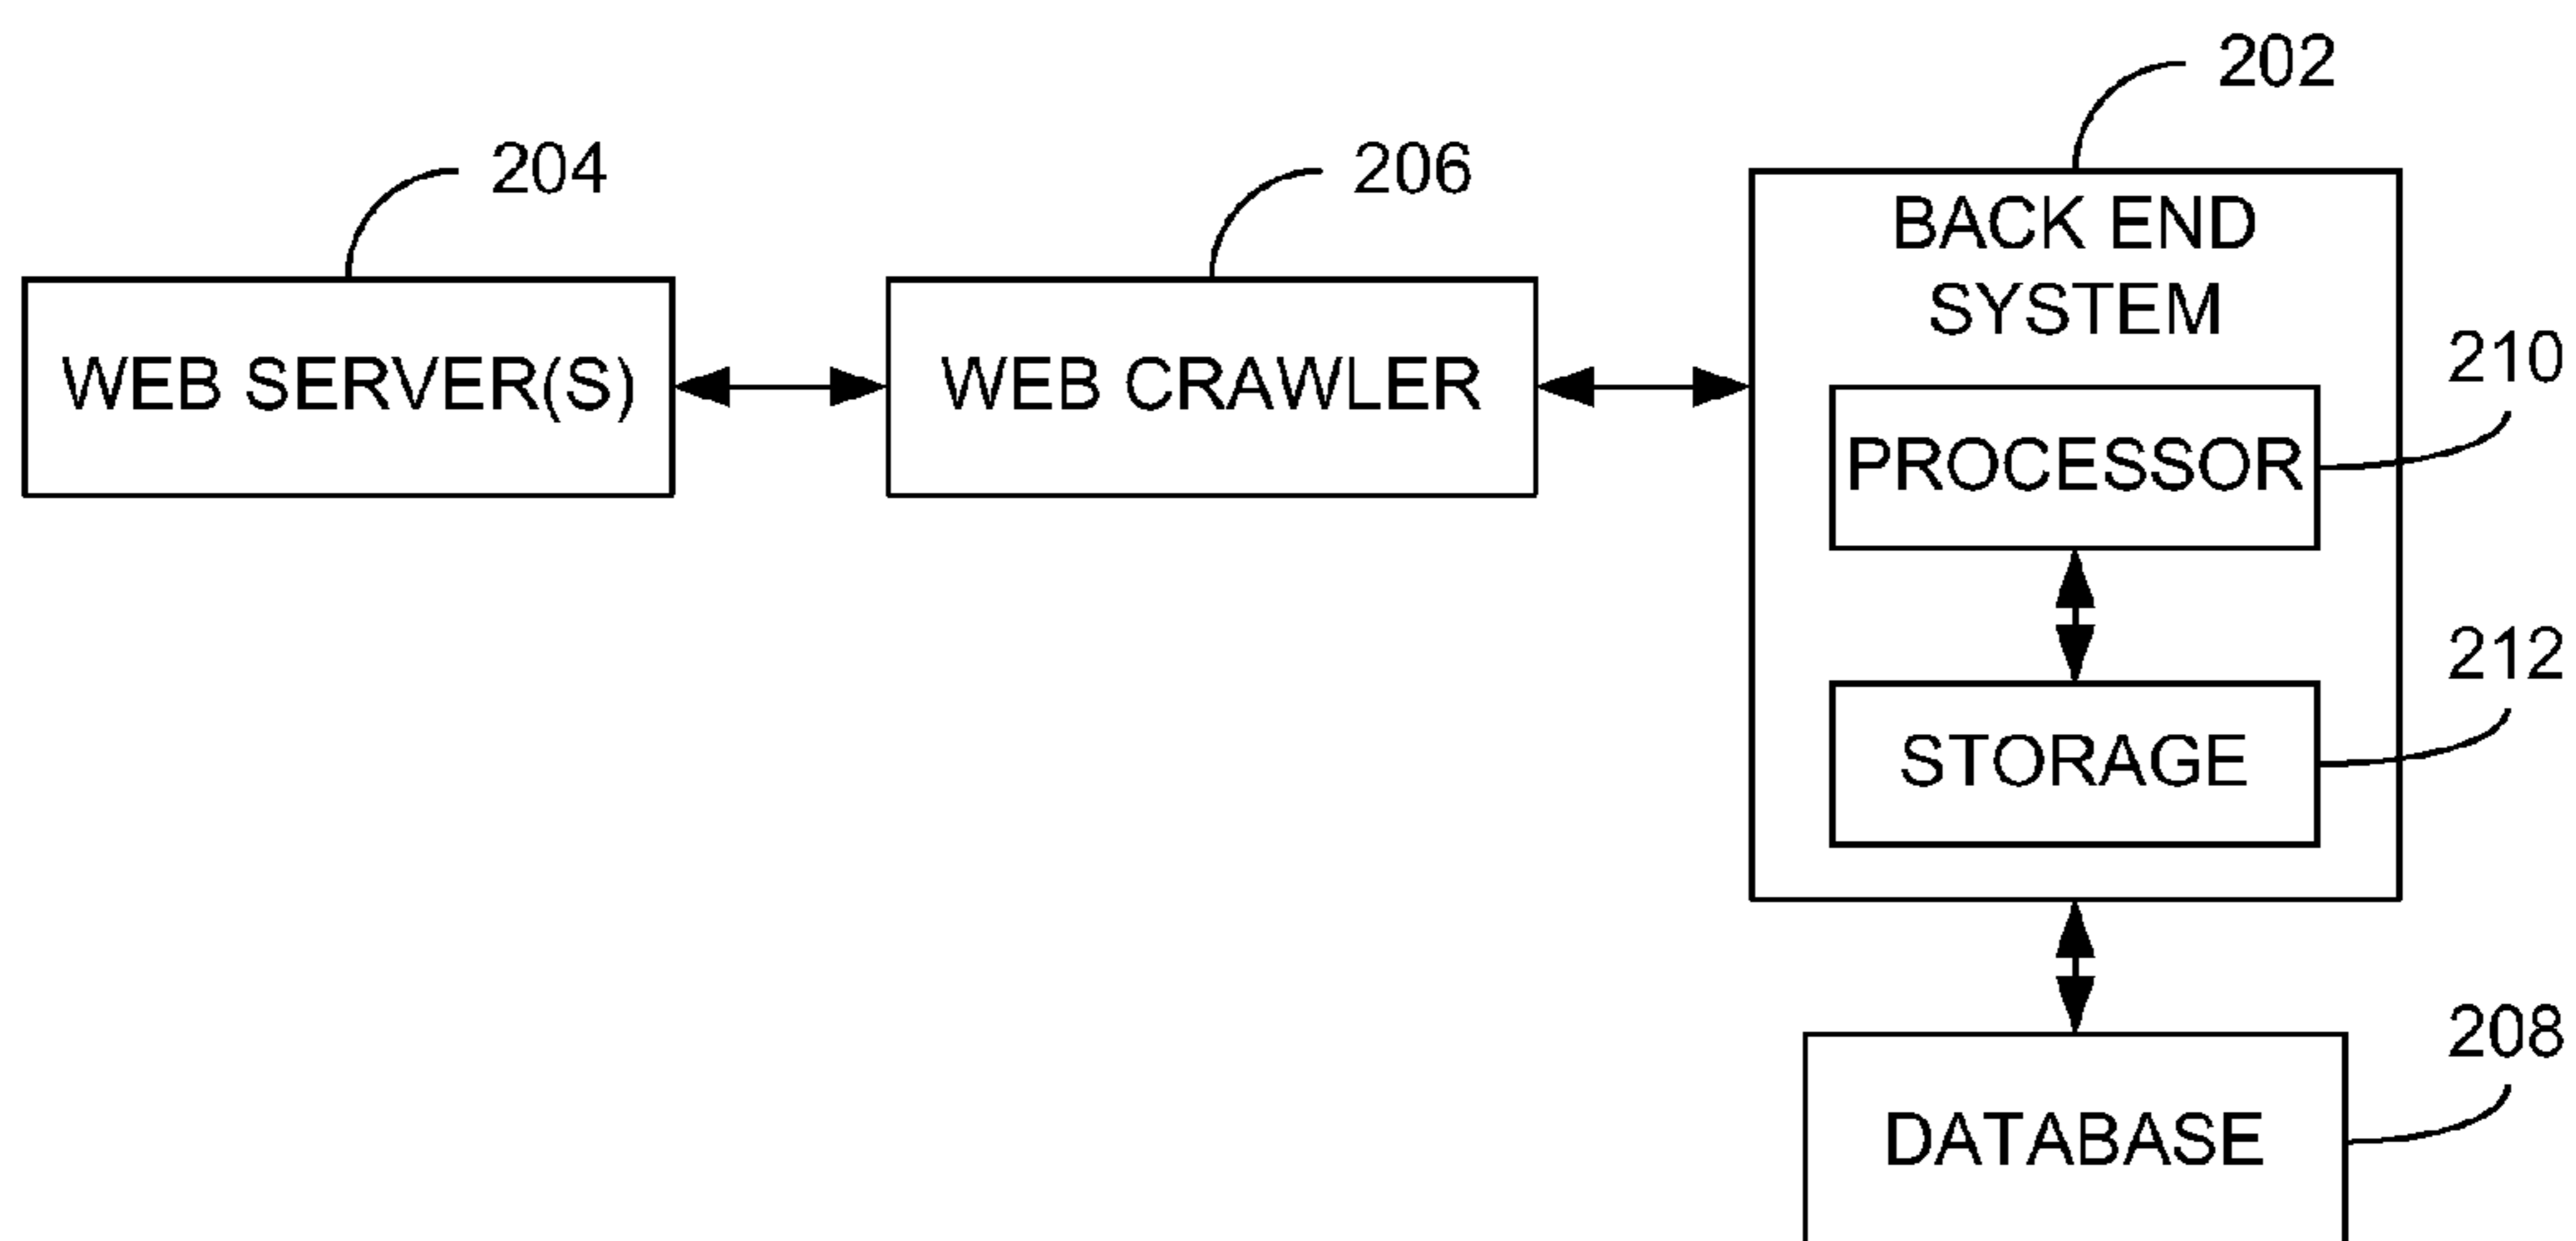 202
204
206
BACK END
SYSTEM
210
WEB SERVER(S)
WEB CRAWLER
PROCESSOR
212
STORAGE
208
DATABASE